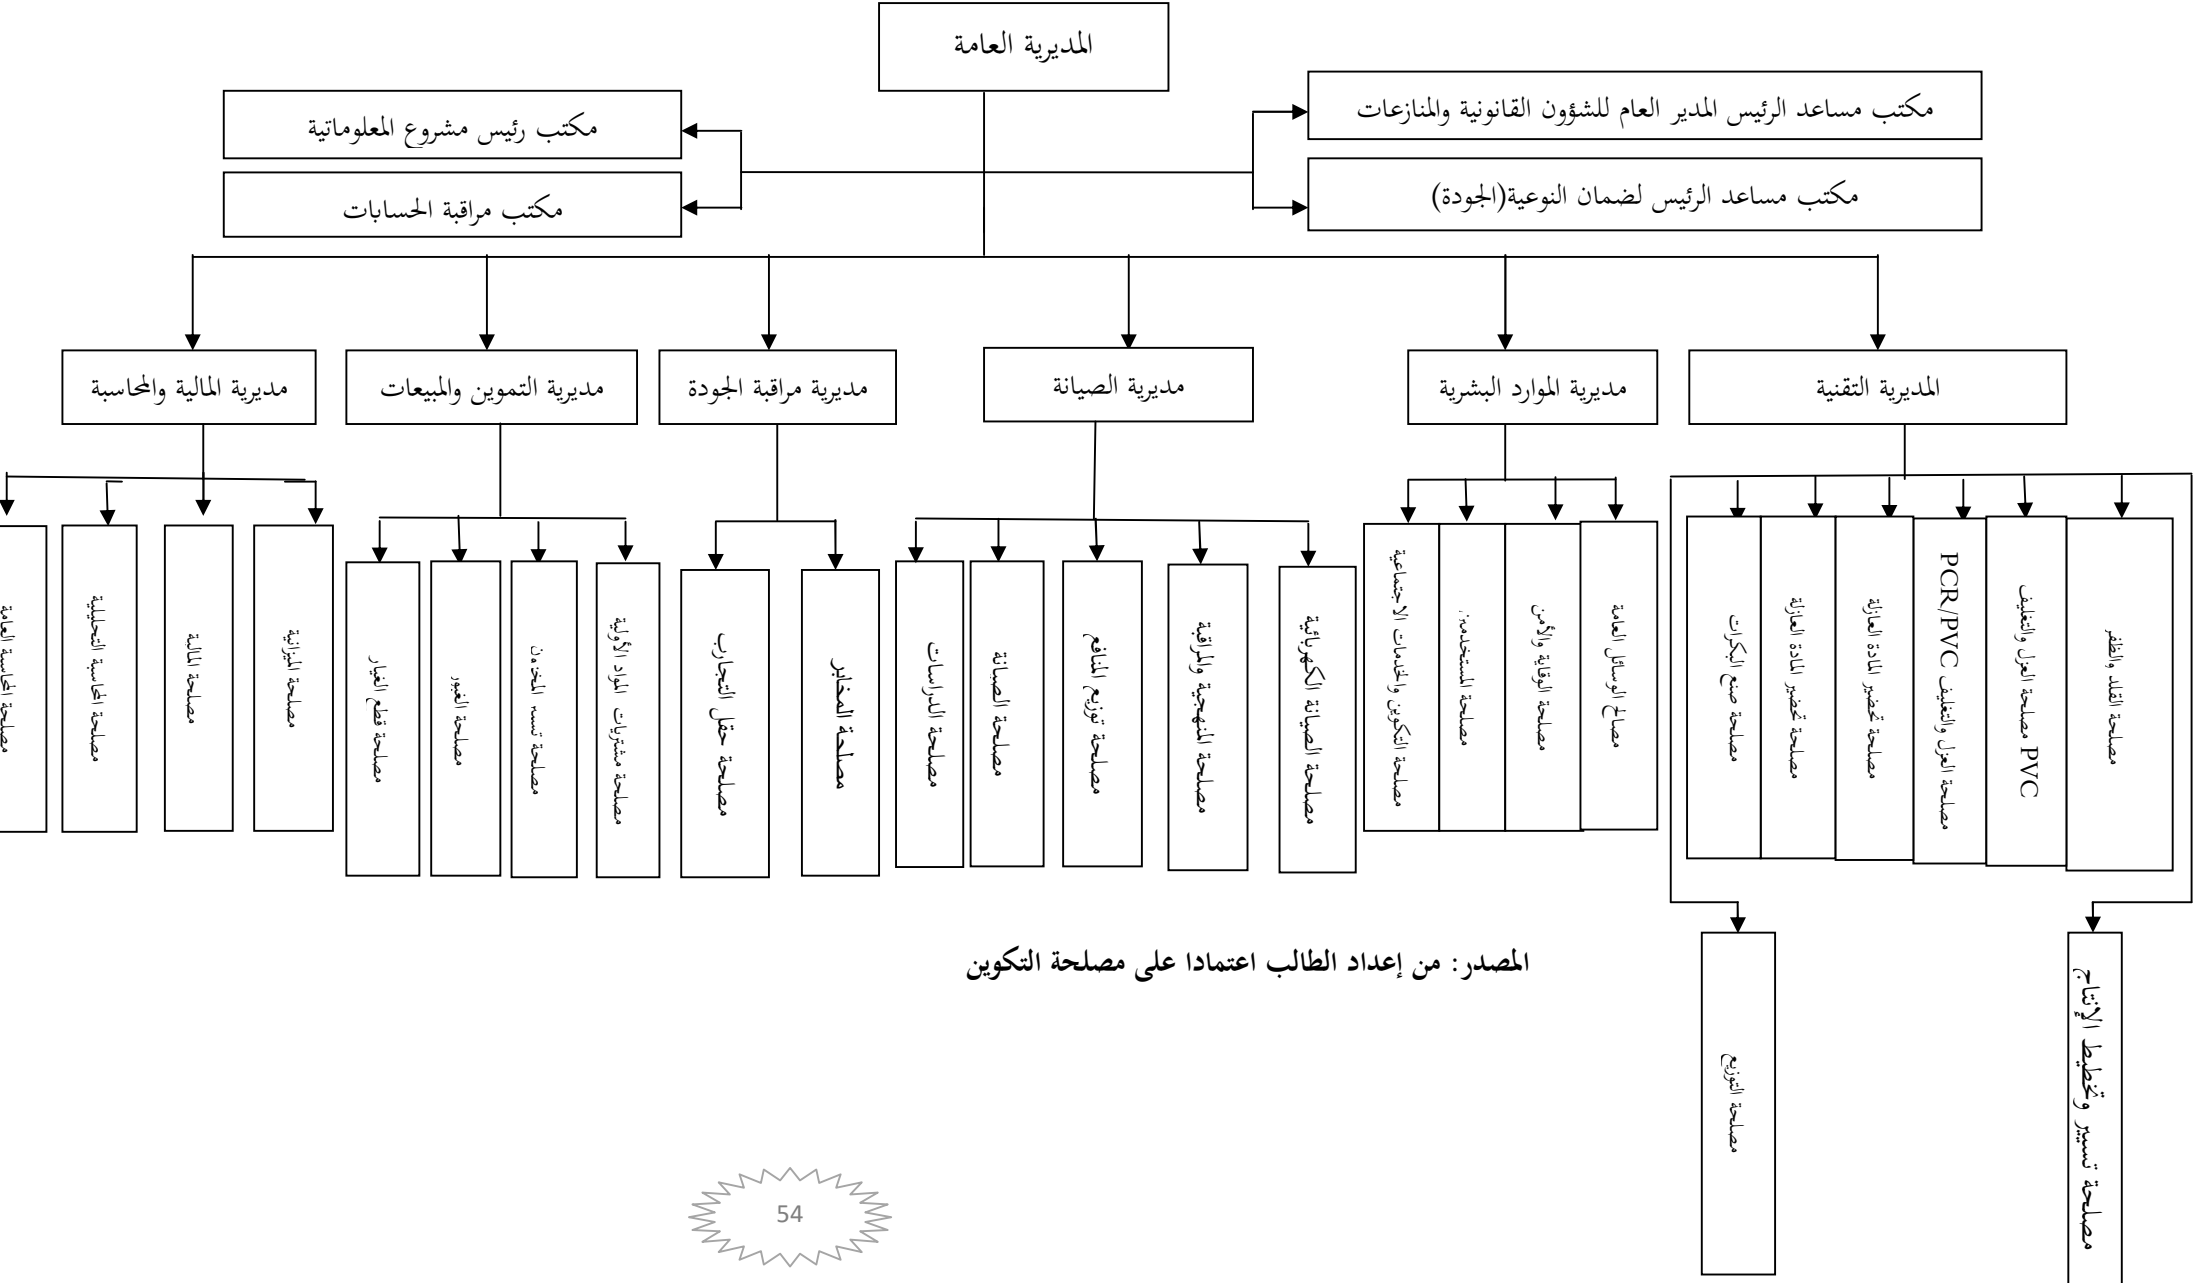 المديرية العامة
مكتب مساعد الرئيس المدير العام للشؤون القانونية والمنازعات
مكتب رئيس مشروع المعلوماتية
مكتب مساعد الرئيس لضمان النوعية(الجودة)
مكتب مراقبة الحسابات
المديرية التقنية
مديرية الموارد البشرية
مديرية الصيانة
مديرية مراقبة الجودة
مديرية التموين والمبيعات
مديرية المالية والمحاسبة
مصلحة القلد والظفر
مصلحة العزل والتغليف PVC
مصلحة العزل والتغليف PCR/PVC
مصلحة تحضير المادة العازلة
مصلحة تحضير المادة العازلة
مصلحة صنع البكرات
مصالح الوسائل العامة
مصلحة الوقاية والأمن
مصلحة المستخدمين
مصلحة التكوين والخدمات الاجتماعية
مصلحة الصيانة الكهربائية
مصلحة المنهجية والمراقبة
مصلحة توزيع المنافع
مصلحة الصيانة
مصلحة الدراسات
مصلحة المخابر
مصلحة حقل التجارب
مصلحة مشتريات المواد الأولية
مصلحة تسيير المخزون
مصلحة العبور
مصلحة قطع الغيار
مصلحة الميزانية
مصلحة المالية
مصلحة المحاسبة التحليلية
مصلحة المحاسبة العامة
مصلحة تسيير وتخطيط الإنتاج
مصلحة التوزيع
المصدر: من إعداد الطالب اعتمادا على مصلحة التكوين
54